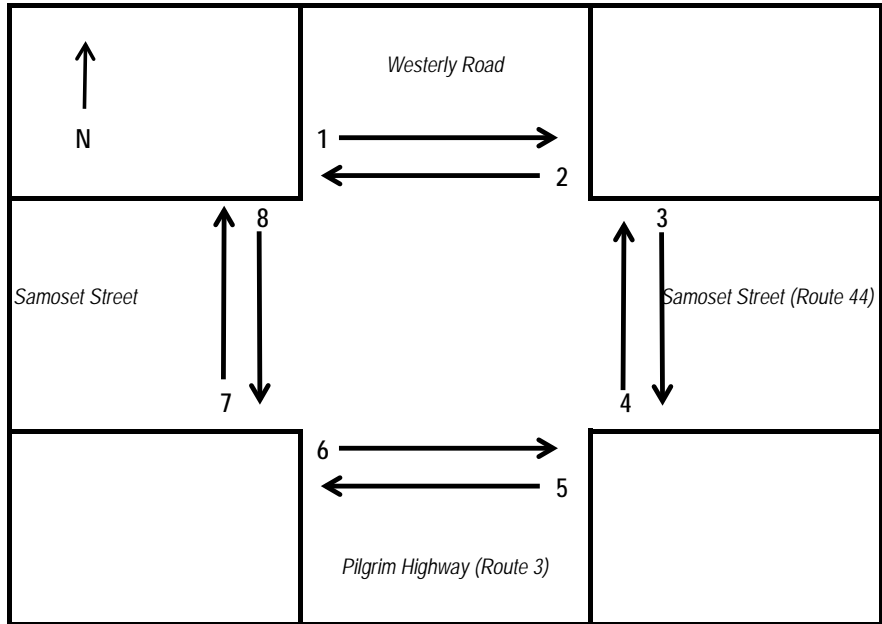 Westerly Road
N
1
2
8
3
Samoset Street
Samoset Street (Route 44)
7
4
6
5
Pilgrim Highway (Route 3)